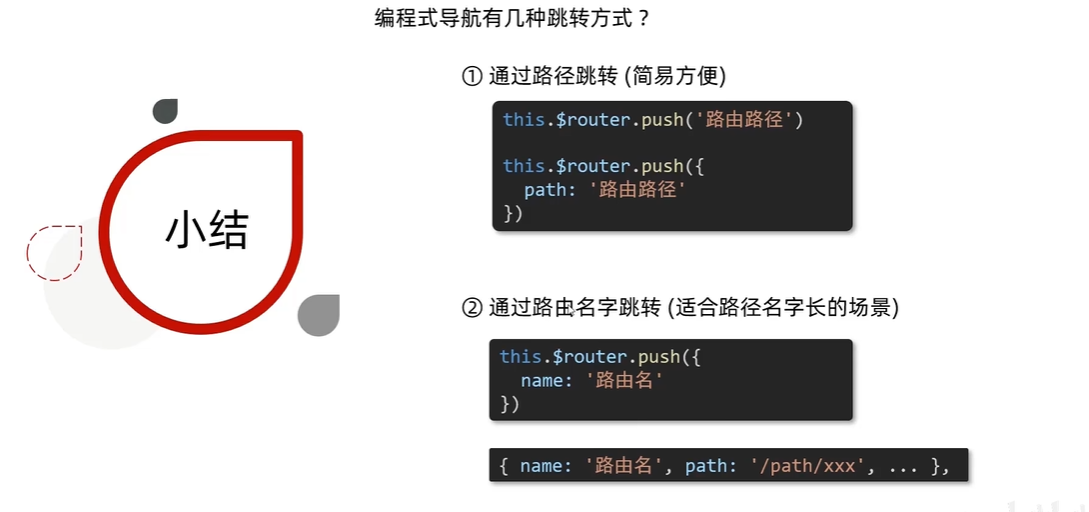 编程式导航有几种跳转方式？
① 通过路径跳转 (简易方便)
this.$router.push('路由路径')
this.$router.push({
path: '路由路径'
})
小结
② 通过路由名字跳转 (适合路径名字长的场景)
this.$router.push({
name: '路由名'
})
{ name: '路由名', path: '/path/xxx', ... },